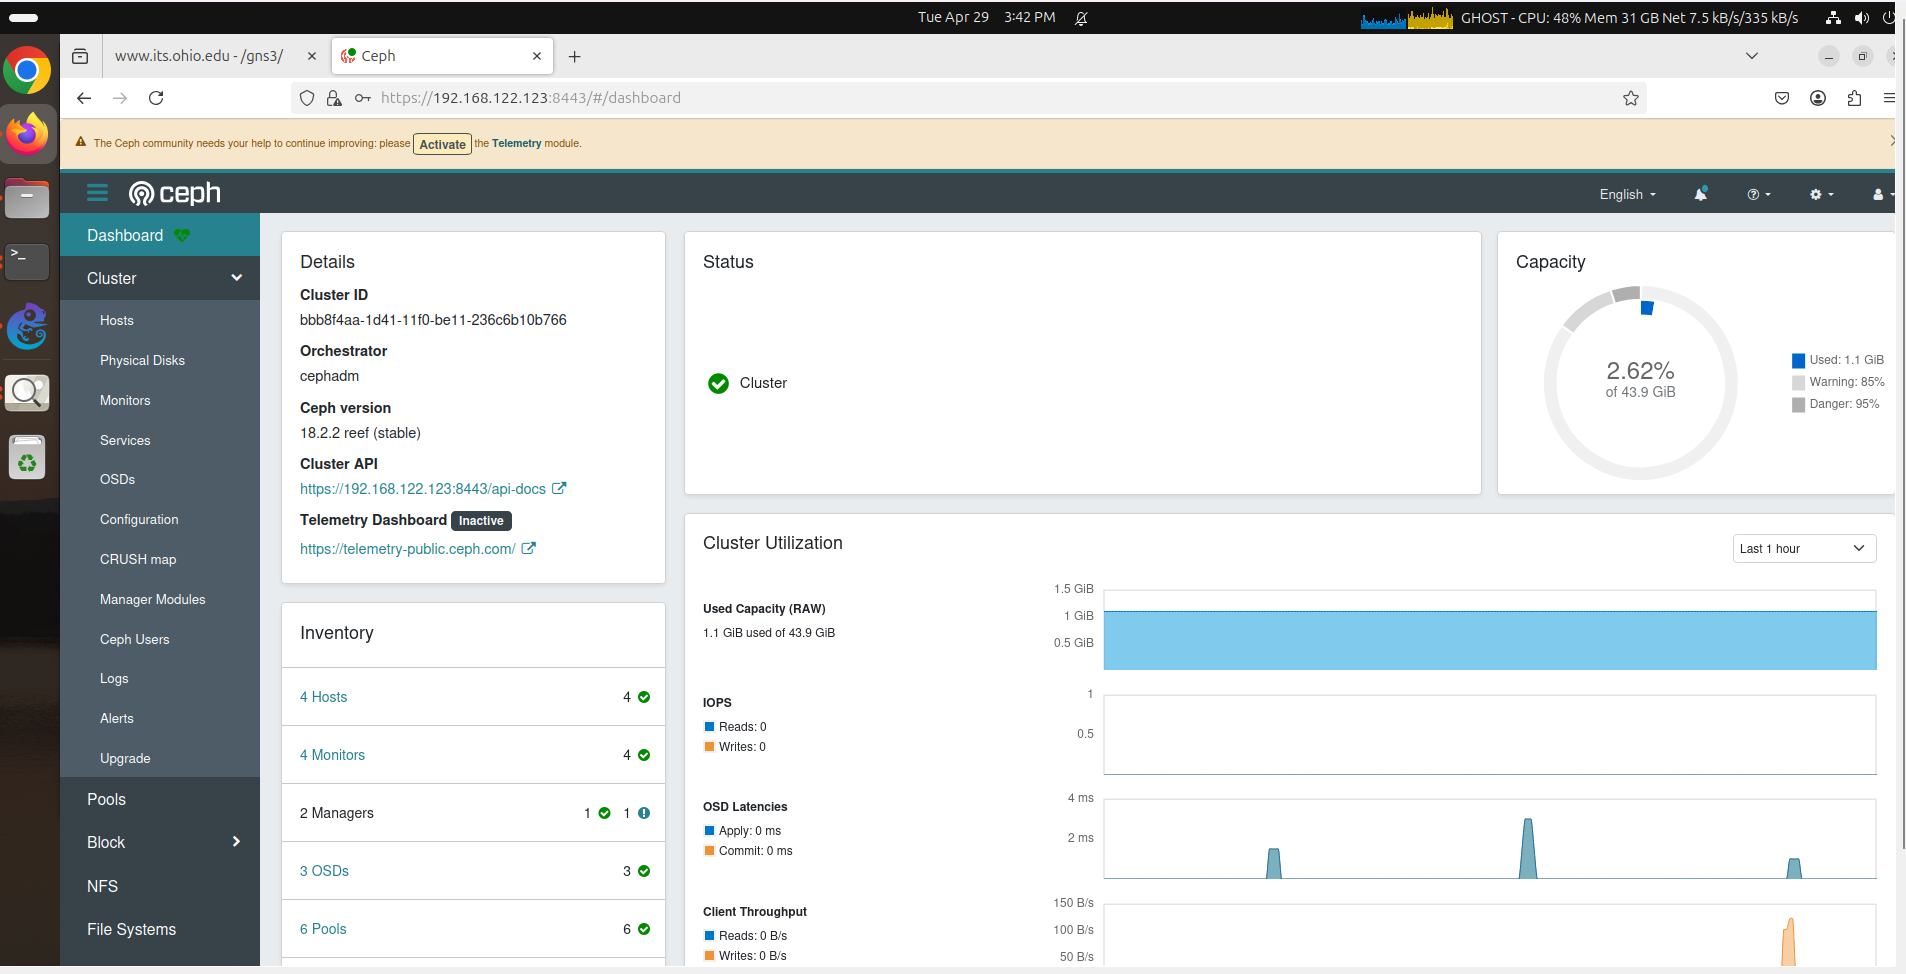 Tue Apr 29 3:42 PM
GHOST - CPU: 48% Mem 31 GB Net 7.5 kB/s/335 kB/s
www.its.ohio.edu - /gns3/
Ceph
https://192.168.122.123:8443/#/dashboard
The Ceph community needs your help to continue improving: please Activate the Telemetry module.
ceph
English
Dashboard
Cluster
Hosts
Physical Disks
Monitors
Services
OSDs
Configuration
CRUSH map
Manager Modules
Ceph Users
Logs
Alerts
Upgrade
Pools
Block
NFS
File Systems
Details
Cluster ID
bbb8f4aa-1d41-11f0-be11-236c6b10b766
Orchestrator
cephadm
Ceph version
18.2.2 reef (stable)
Cluster API
https://192.168.122.123:8443/api-docs
Telemetry Dashboard Inactive
https://telemetry-public.ceph.com/
Inventory
4 Hosts 4
4 Monitors 4
2 Managers 1 1
3 OSDs 3
6 Pools 6
Status
Cluster
Capacity
2.62%
of 43.9 GiB
Used: 1.1 GiB
Warning: 85%
Danger: 95%
Cluster Utilization
Last 1 hour
Used Capacity (RAW)
1.1 GiB used of 43.9 GiB
1.5 GiB
1 GiB
0.5 GiB
IOPS
Reads: 0
Writes: 0
1
0.5
OSD Latencies
Apply: 0 ms
Commit: 0 ms
4 ms
2 ms
Client Throughput
Reads: 0 B/s
Writes: 0 B/s
150 B/s
100 B/s
50 B/s